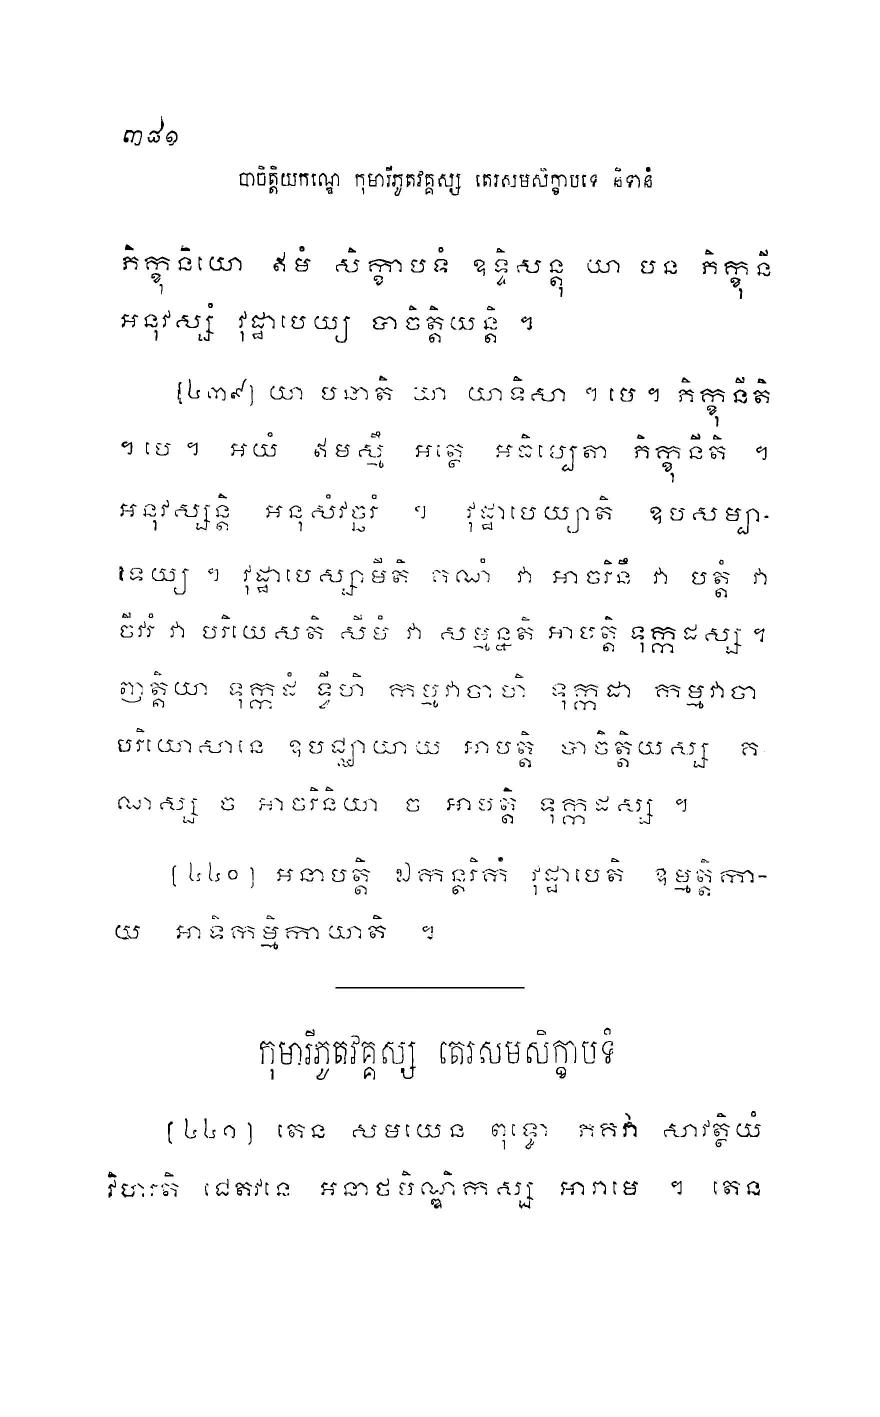 ៣៨១
បាចិត្តិយកណ្ឌេ កុមារីភូតវគ្គស្ស តេរសមសិក្ខាបទេ និទានំ
ភិក្ខុនិយោ ឥមំ សិក្ខាបទំ ឧទ្ទិសន្តុ យា បន ភិក្ខុនី
អនុវស្សំ វុដ្ឋាបេយ្យ បាចិត្តិយន្តិ ។
[៤៣៩] យា បនាតិ យា យាទិសា ។ បេ ។ ភិក្ខុនីតិ
។ បេ ។ អយំ ឥមស្មឹ អត្ថេ អធិប្បេតា ភិក្ខុនីតិ ។
អនុវស្សន្តិ អនុសំវច្ឆរំ ។ វុដ្ឋាបេយ្យាតិ ឧបសម្បា-
ទេយ្យ ។ វុដ្ឋាបេស្សាមីតិ គណំ វា អាចរិនឹ វា បត្តំ វា
ចីវរំ វា បរិយេសតិ សីមំ វា សម្មន្នតិ អាបត្តិ ទុក្កដស្ស ។
ញត្តិយា ទុក្កដំ ទ្វីហិ កម្មវាចាហិ ទុក្កដា កម្មវាចា
បរិយោសានេ ឧបជ្ឈាយាយ អាបត្តិ បាចិត្តិយស្ស គ
ណស្ស ច អាចរិនិយា ច អាបត្តិ ទុក្កដស្ស ។
[៤៤០] អនាបត្តិ ឯកន្តរិកំ វុដ្ឋាបេតិ ឧម្មត្តិកា-
យ អាទិកម្មិកាយាតិ ។
កុមារីភូតវគ្គស្ស តេរសមសិក្ខាបទំ
[៤៤១] តេន សមយេន ពុទ្ធោ ភគវា សាវត្ថិយំ
វិហរតិ ជេតវនេ អនាថបិណ្ឌិកស្ស អារាមេ ។ តេន